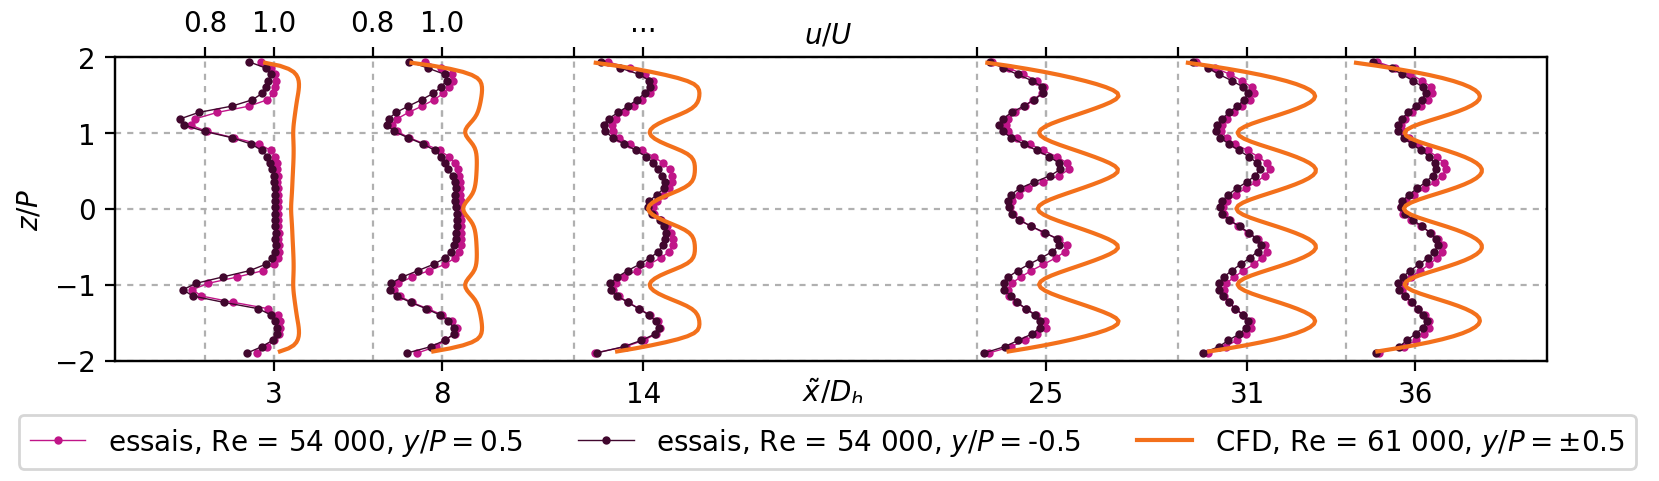 0.8 1.0 0.8 1.0 ... u/U
2
1
0
−1
−2
z/P
3 8 14 x̃/D_h 25 31 36
essais, Re = 54 000, y/P = 0.5 essais, Re = 54 000, y/P = -0.5 CFD, Re = 61 000, y/P = ±0.5